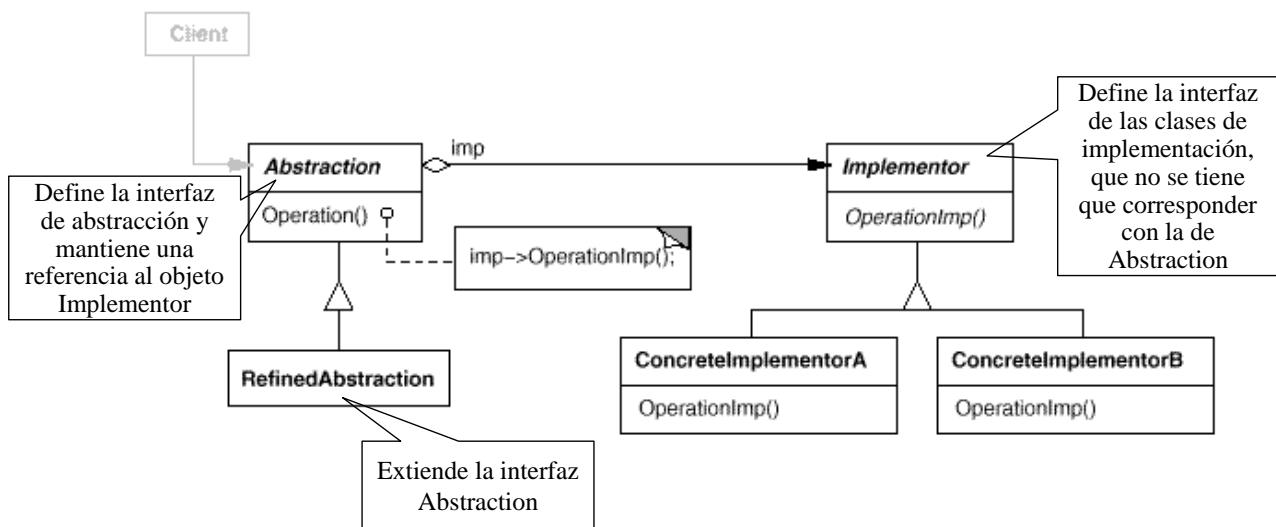 Client
Abstraction
Operation()
imp
imp->OperationImp();
Implementor
OperationImp()
Define la interfaz
de abstracción y
mantiene una
referencia al objeto
Implementor
Define la interfaz
de las clases de
implementación,
que no se tiene
que corresponder
con la de
Abstraction
RefinedAbstraction
ConcreteImplementorA
OperationImp()
ConcreteImplementorB
OperationImp()
Extiende la interfaz
Abstraction